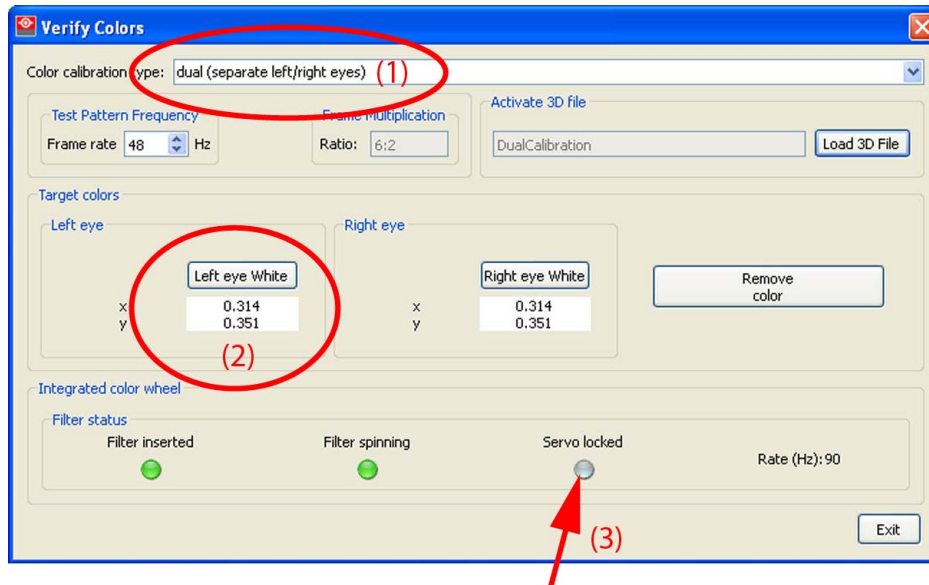 Verify Colors
Color calibration type: dual (separate left/right eyes) (1)
Test Pattern Frequency
Frame rate 48 Hz
Frame Multiplication
Ratio: 6:2
Activate 3D file
DualCalibration Load 3D File
Target colors
Left eye
Left eye White
x 0.314
y 0.351
(2)
Right eye
Right eye White
x 0.314
y 0.351
Remove
color
Integrated color wheel
Filter status
Filter inserted Filter spinning Servo locked
Rate (Hz): 90
(3)
Exit